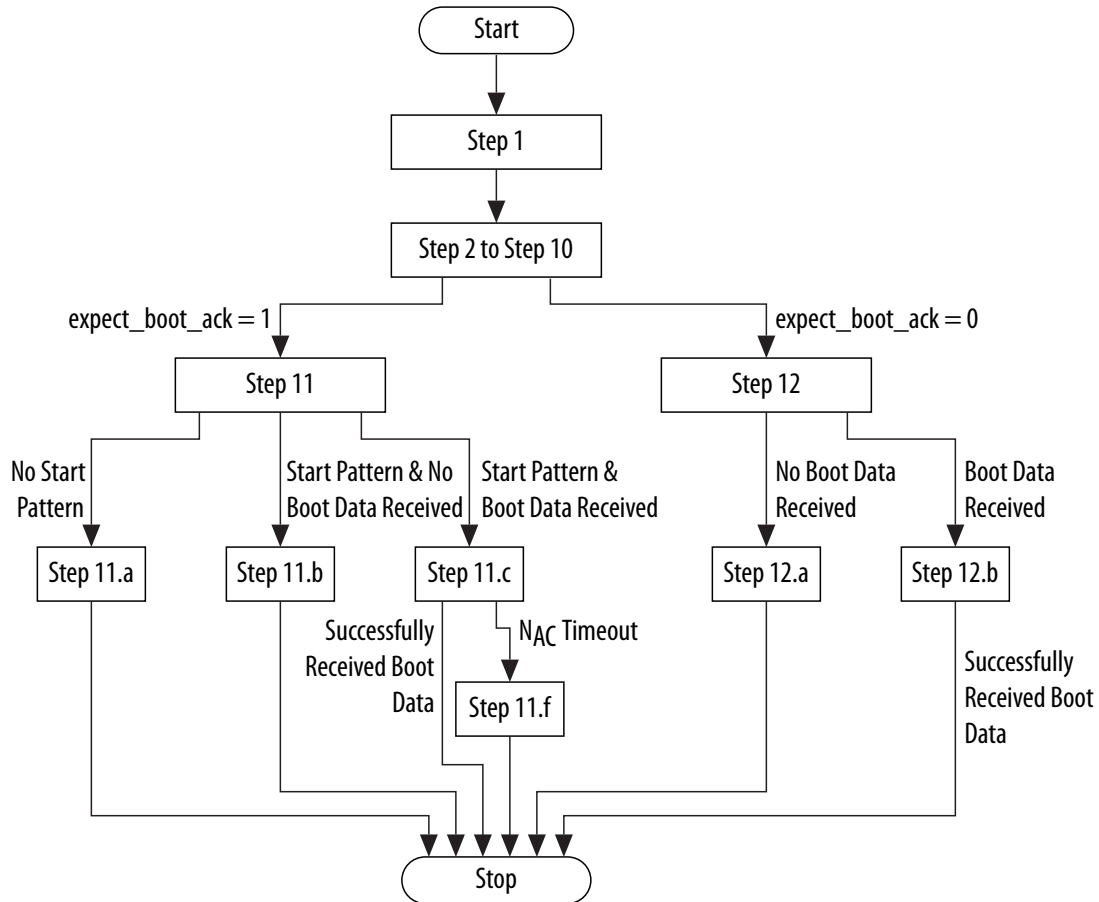 Start
Step 1
Step 2 to Step 10
expect_boot_ack = 1
expect_boot_ack = 0
Step 11
Step 12
No Start
Pattern
Start Pattern & No
Boot Data Received
Start Pattern &
Boot Data Received
No Boot Data
Received
Boot Data
Received
Step 11.a
Step 11.b
Step 11.c
Step 12.a
Step 12.b
Successfully
Received Boot
Data
NAC Timeout
Step 11.f
Successfully
Received Boot
Data
Stop